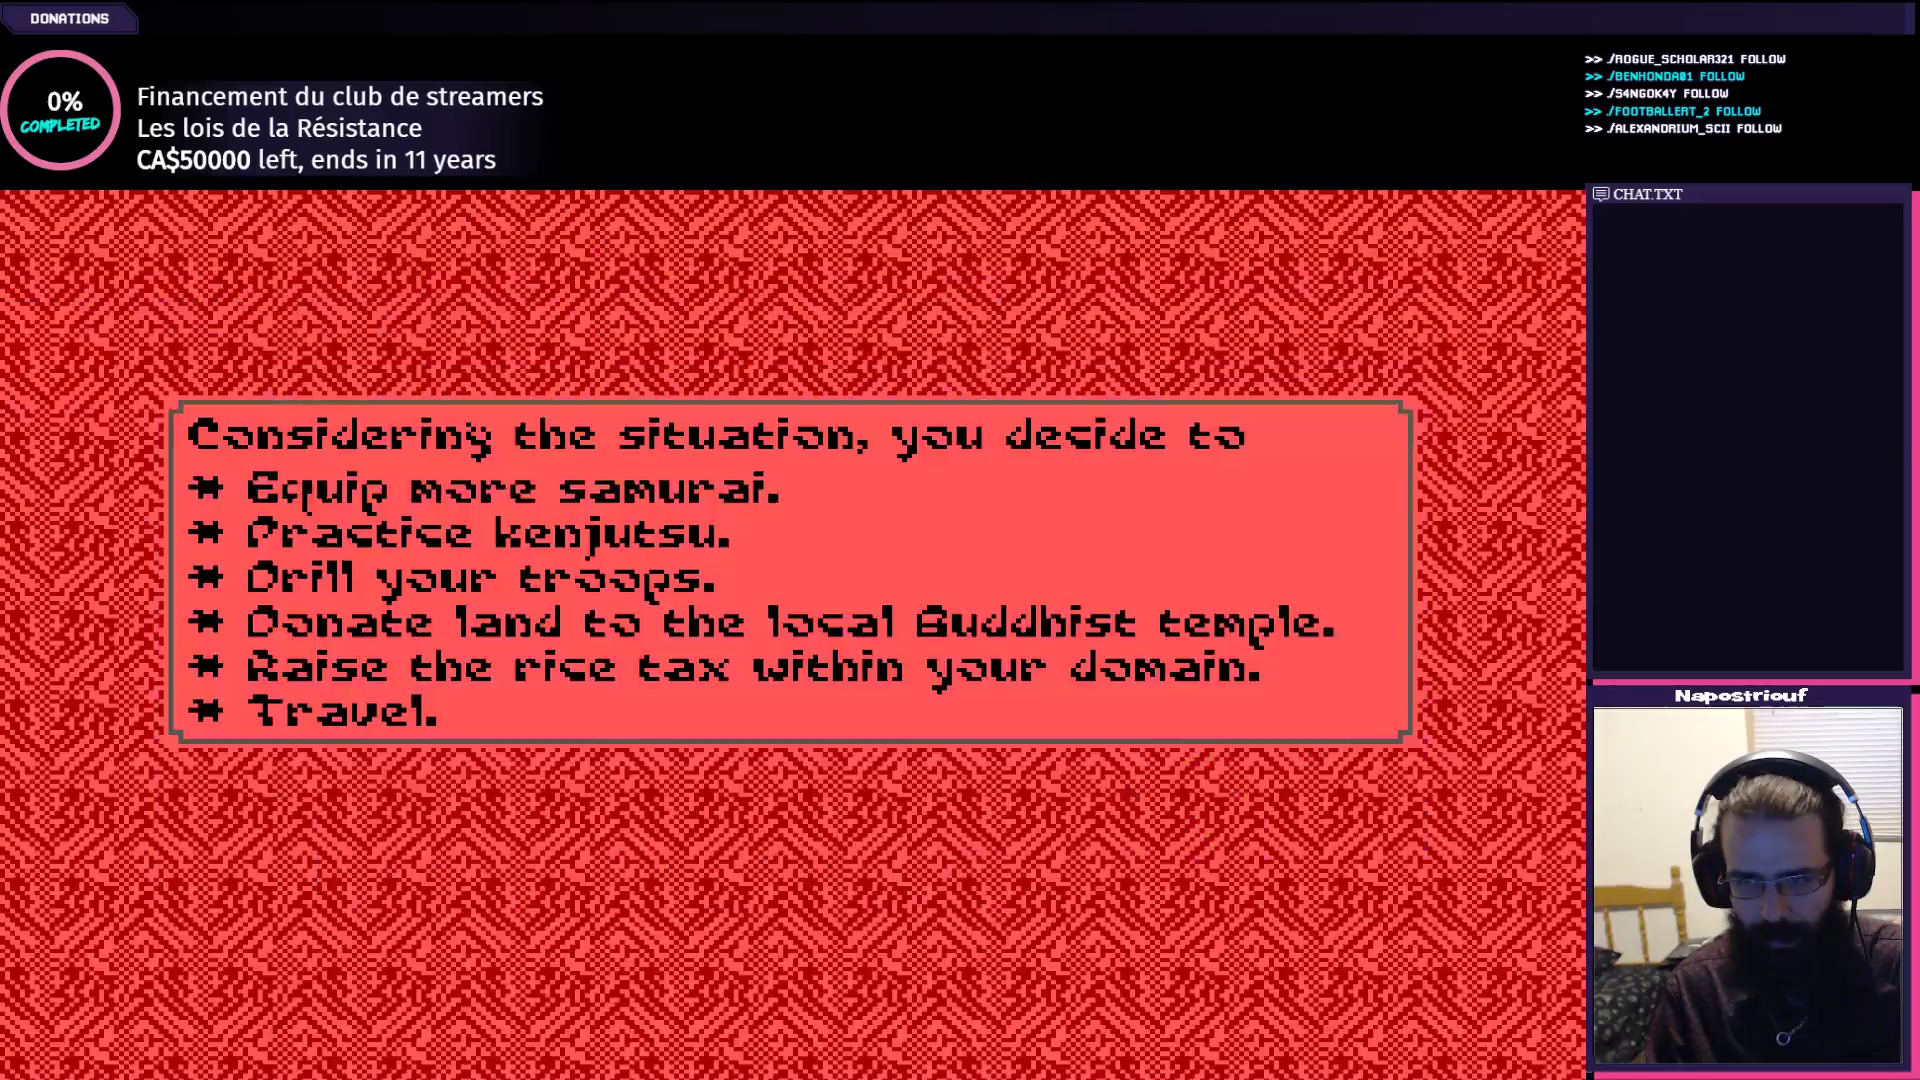 DONATIONS
0%
COMPLETED
Financement du club de streamers
Les lois de la Résistance
CA$50000 left, ends in 11 years
>> ./ROGUE_SCHOLAR321 FOLLOW
>> ./BENHONDA01 FOLLOW
>> ./S4NGOK4Y FOLLOW
>> ./FOOTBALLERT_2 FOLLOW
>> ./ALEXANDRIUM_SCII FOLLOW
CHAT.TXT
Considering the situation, you decide to
* Equip more samurai.
* Practice kenjutsu.
* Drill your troops.
* Donate land to the local Buddhist temple.
* Raise the rice tax within your domain.
* Travel.
Napostriouf